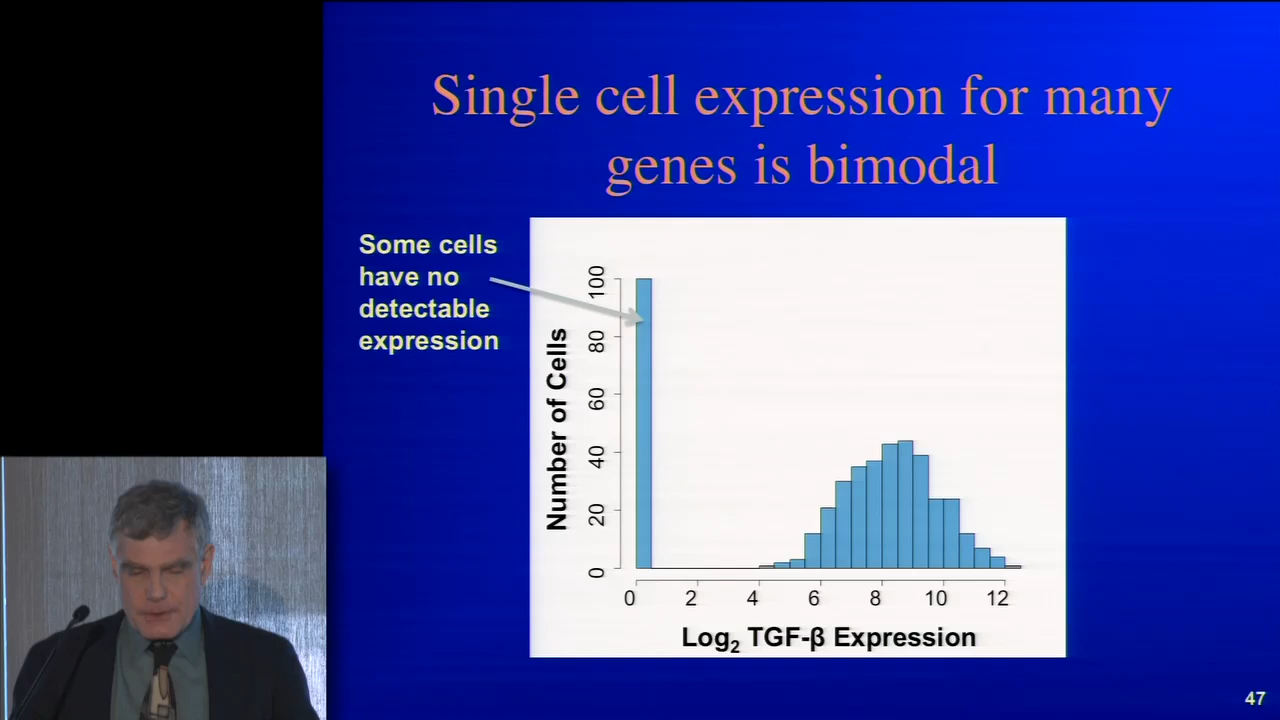 Single cell expression for many
genes is bimodal
Some cells
have no
detectable
expression
Number of Cells
100
80
60
40
20
0
0 2 4 6 8 10 12
Log₂ TGF-β Expression
47